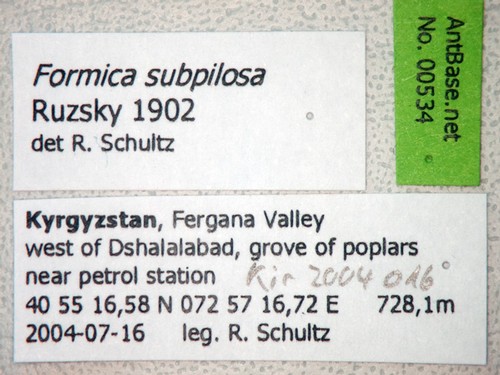 Formica subpilosa
Ruzsky 1902
det R. Schultz
AntBase.net
No. 00534
Kyrgyzstan, Fergana Valley
west of Dshalalabad, grove of poplars
near petrol station Kir 2004 016
40 55 16,58 N 072 57 16,72 E 728,1m
2004-07-16 leg. R. Schultz